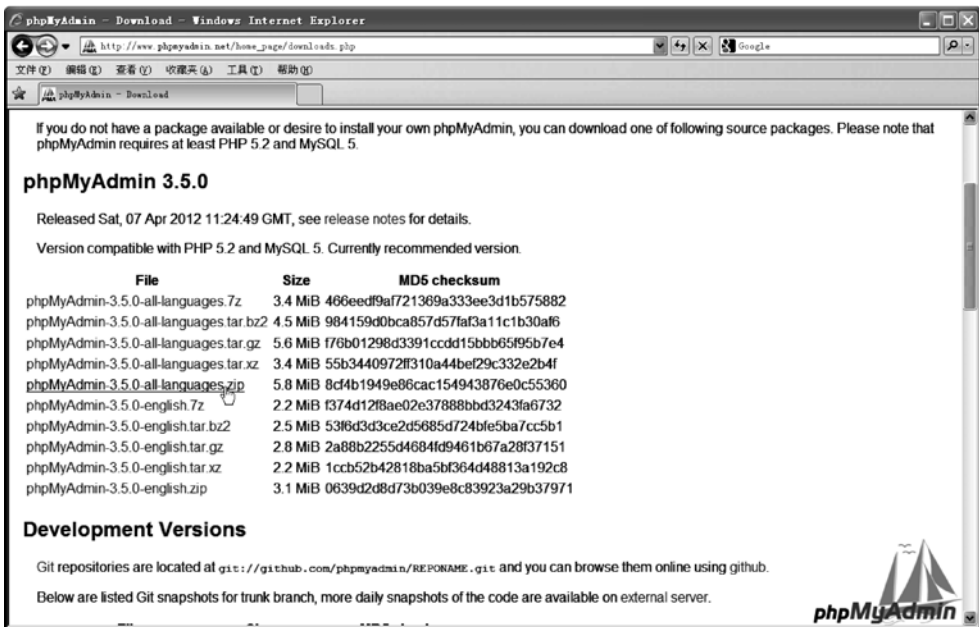 phpMyAdmin - Download - Windows Internet Explorer
http://www.phpmyadmin.net/home_page/downloads.php
Google
文件(F) 编辑(E) 查看(V) 收藏夹(A) 工具(T) 帮助(H)
phpMyAdmin - Download
If you do not have a package available or desire to install your own phpMyAdmin, you can download one of following source packages. Please note that
phpMyAdmin requires at least PHP 5.2 and MySQL 5.
phpMyAdmin 3.5.0
Released Sat, 07 Apr 2012 11:24:49 GMT, see release notes for details.
Version compatible with PHP 5.2 and MySQL 5. Currently recommended version.
File Size MD5 checksum
phpMyAdmin-3.5.0-all-languages.7z 3.4 MiB 466eedf9af721369a333ee3d1b575882
phpMyAdmin-3.5.0-all-languages.tar.bz2 4.5 MiB 984159d0bca857d57faf3a11c1b30af6
phpMyAdmin-3.5.0-all-languages.tar.gz 5.6 MiB f76b01298d3391ccdd15bbb65f95b7e4
phpMyAdmin-3.5.0-all-languages.tar.xz 3.4 MiB 55b3440972ff310a44bef29c332e2b4f
phpMyAdmin-3.5.0-all-languages.zip 5.8 MiB 8cf4b1949e86cac154943876e0c55360
phpMyAdmin-3.5.0-english.7z 2.2 MiB f374d12f8ae02e37888bbd3243fa6732
phpMyAdmin-3.5.0-english.tar.bz2 2.5 MiB 53f6d3d3ce2d5685d724bfe5ba7cc5b1
phpMyAdmin-3.5.0-english.tar.gz 2.8 MiB 2a88b2255d4684fd9461b67a28f37151
phpMyAdmin-3.5.0-english.tar.xz 2.2 MiB 1ccb52b42818ba5bf364d48813a192c8
phpMyAdmin-3.5.0-english.zip 3.1 MiB 0639d2d8d73b039e8c83923a29b37971
Development Versions
Git repositories are located at git://github.com/phpmyadmin/REPONAME.git and you can browse them online using github.
Below are listed Git snapshots for trunk branch, more daily snapshots of the code are available on external server.
phpMyAdmin